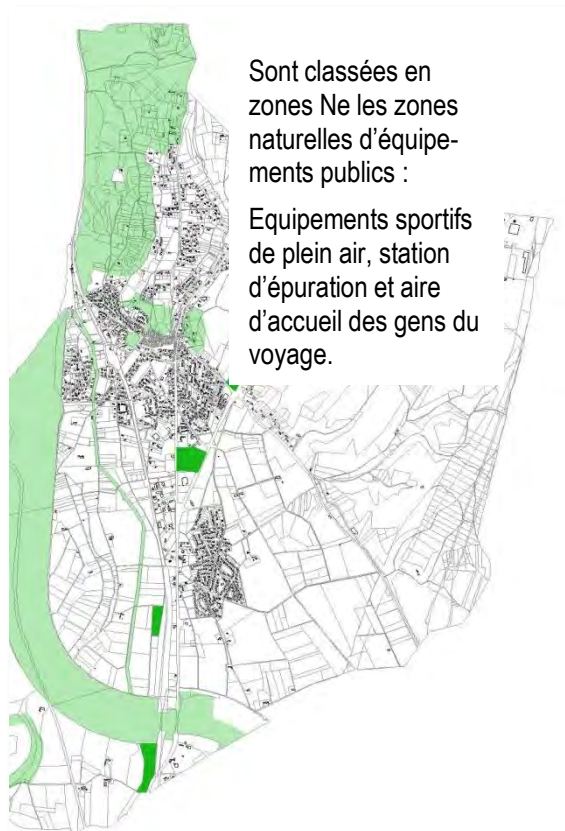 Sont classées en
zones Ne les zones
naturelles d’équipe-
ments publics :
Equipements sportifs
de plein air, station
d’épuration et aire
d’accueil des gens du
voyage.